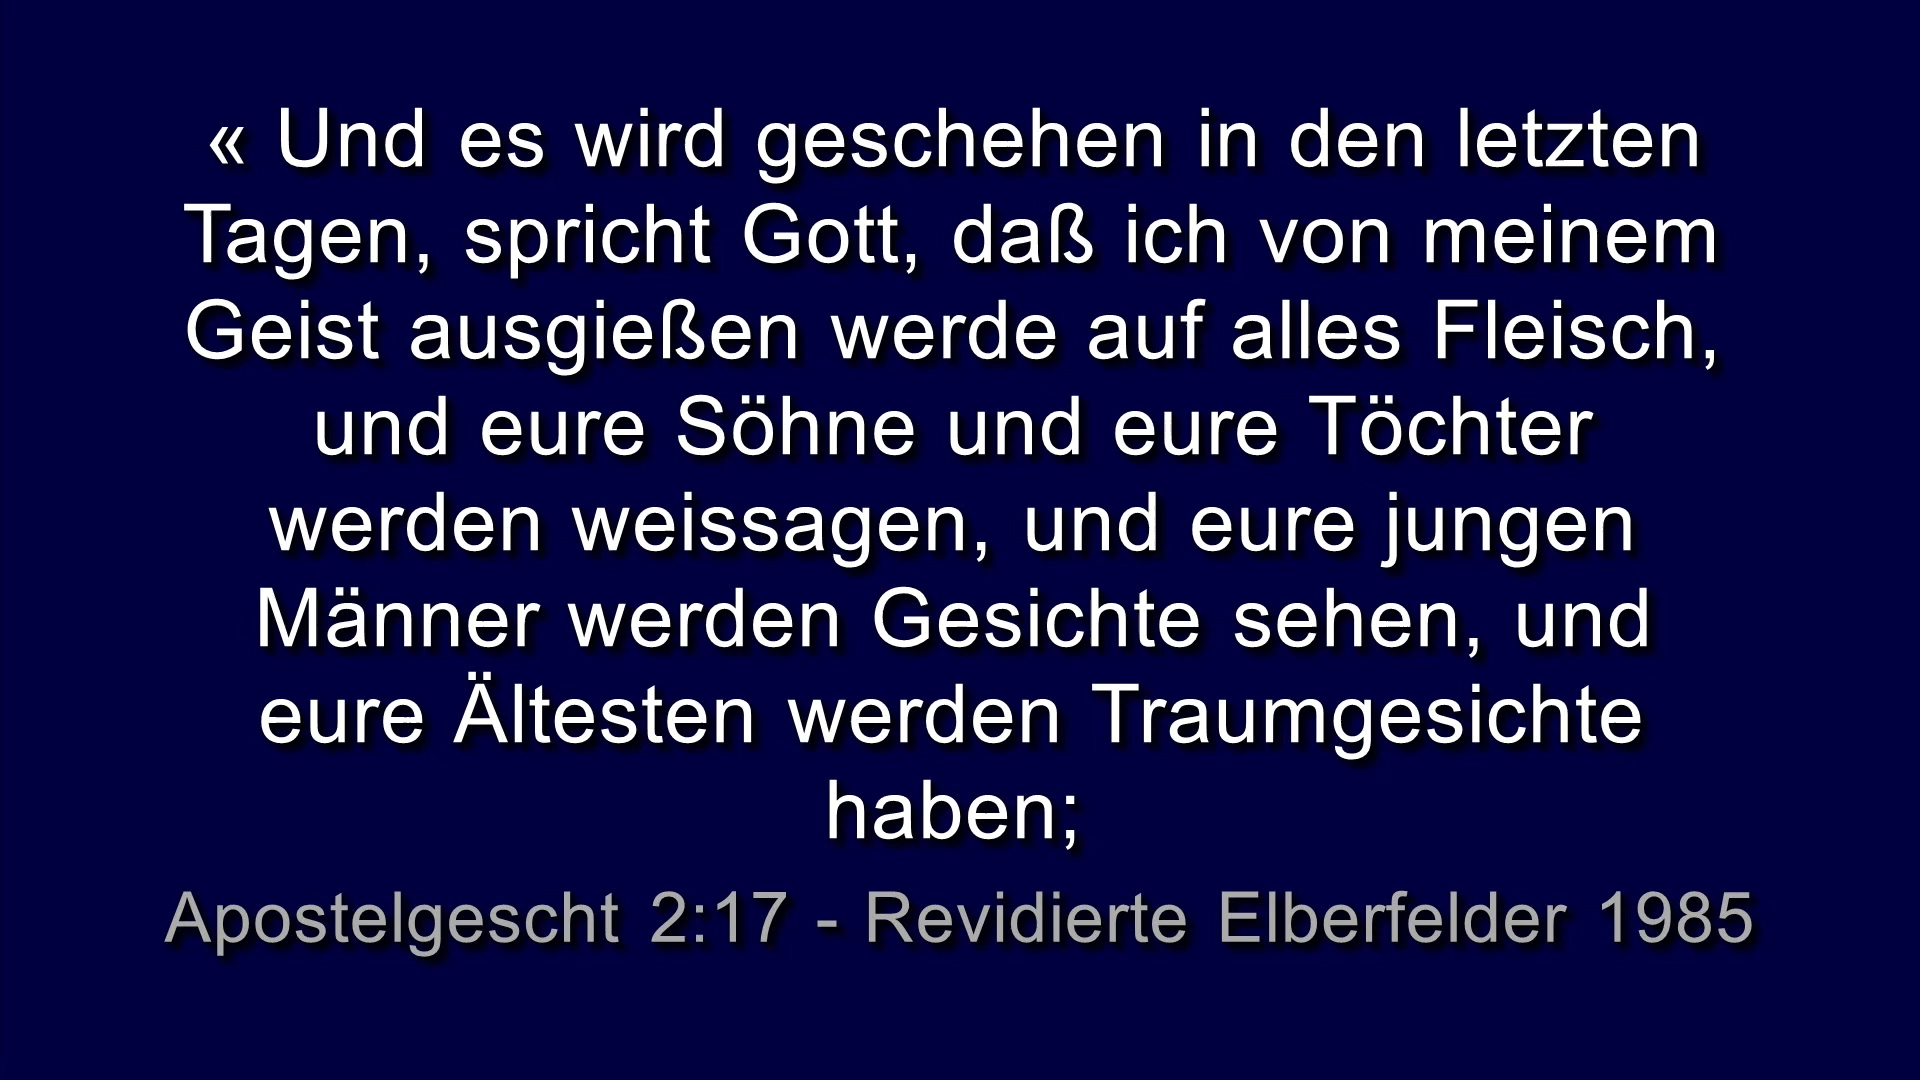 « Und es wird geschehen in den letzten
Tagen, spricht Gott, daß ich von meinem
Geist ausgießen werde auf alles Fleisch,
und eure Söhne und eure Töchter
werden weissagen, und eure jungen
Männer werden Gesichte sehen, und
eure Ältesten werden Traumgesichte
haben;
Apostelgescht 2:17 - Revidierte Elberfelder 1985